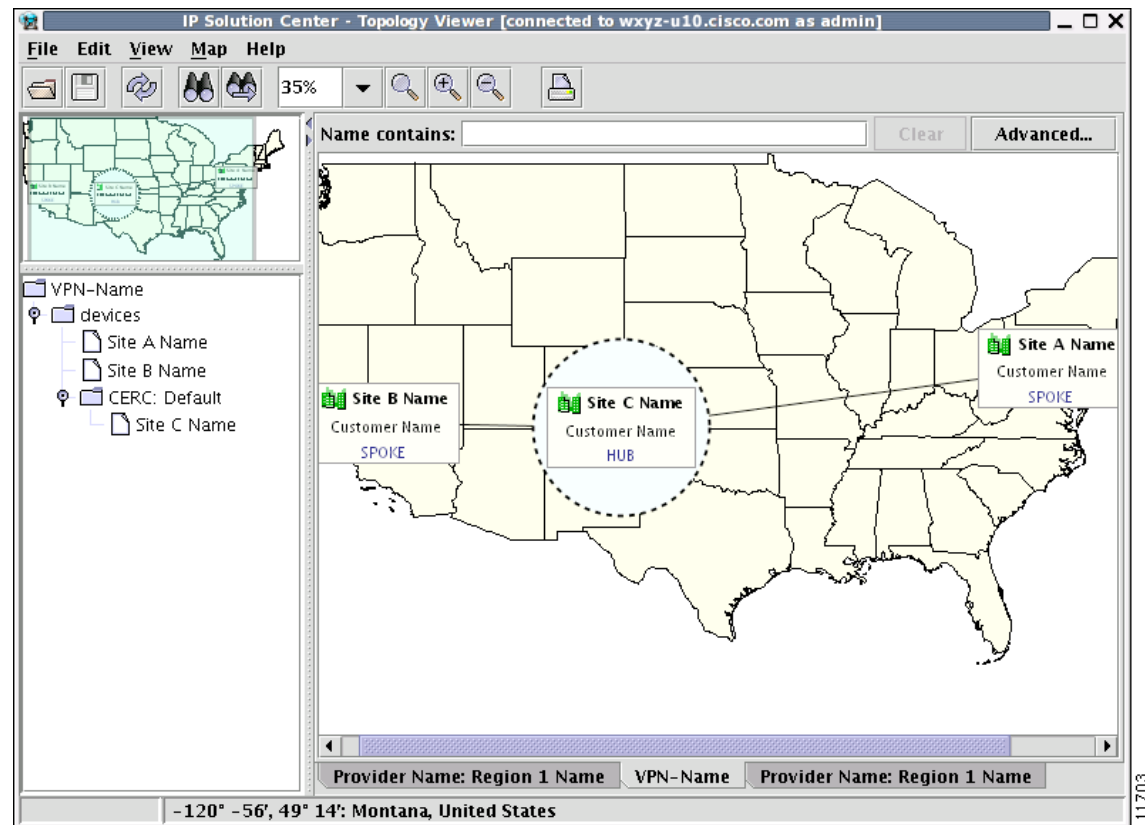 IP Solution Center - Topology Viewer [connected to wxyz-u10.cisco.com as admin]
File Edit View Map Help
35%
Name contains: Clear Advanced...
VPN-Name
devices
Site A Name
Site B Name
CERC: Default
Site C Name
Site A Name
Customer Name
SPOKE
Site B Name
Customer Name
SPOKE
Site C Name
Customer Name
HUB
Provider Name: Region 1 Name VPN-Name Provider Name: Region 1 Name
-120° -56', 49° 14': Montana, United States
11703